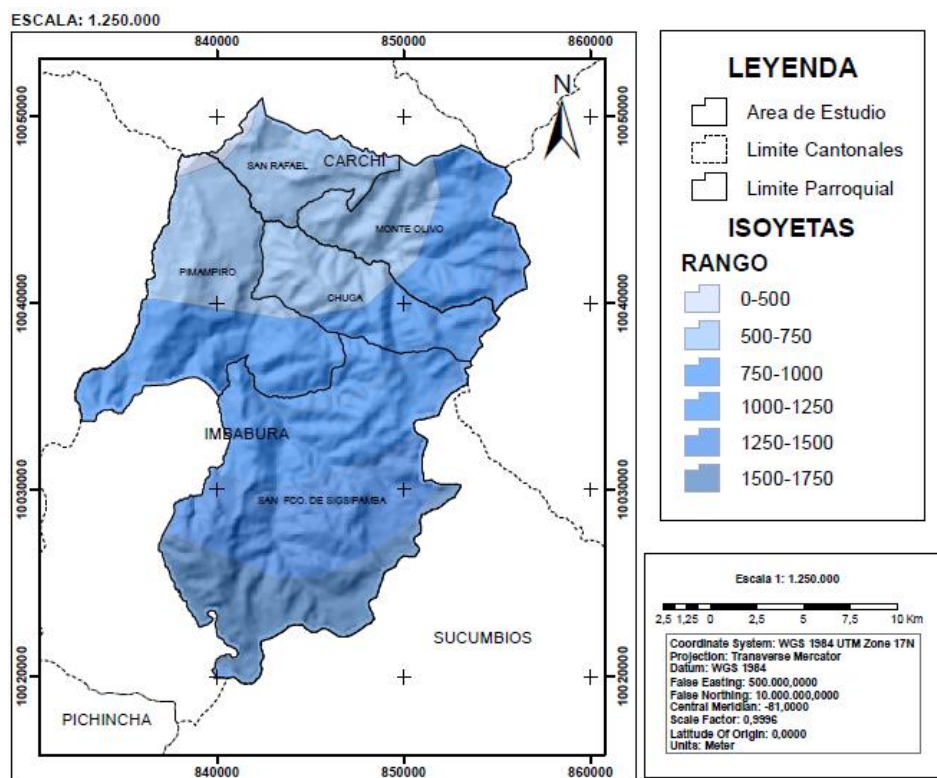 ESCALA: 1.250.000
840000
850000
860000
10050000
10050000
10040000
10040000
10030000
10030000
10020000
10020000
N
SAN RAFAEL
CARCHI
MONTE OLIVO
PIMAMPIRO
CHUGA
IMBABURA
SAN FCO. DE SIGSIPAMBA
SUCUMBIOS
PICHINCHA
840000
850000
860000
LEYENDA
Area de Estudio
Limite Cantonales
Limite Parroquial
ISOYETAS
RANGO
0-500
500-750
750-1000
1000-1250
1250-1500
1500-1750
Escala 1: 1.250.000
2,5 1,25 0 2,5 5 7,5 10 Km
Coordinate System: WGS 1984 UTM Zone 17N
Projection: Transverse Mercator
Datum: WGS 1984
False Easting: 500.000,0000
False Northing: 10.000.000,0000
Central Meridian: -81,0000
Scale Factor: 0,9996
Latitude Of Origin: 0,0000
Units: Meter